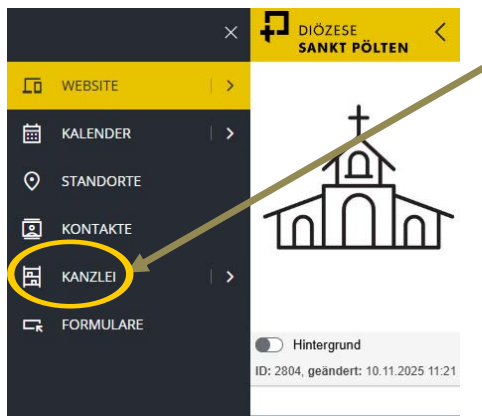 WEBSITE
KALENDER
STANDORTE
KONTAKTE
KANZLEI
FORMULARE
DIÖZESE
SANKT PÖLTEN
Hintergrund
ID: 2804, geändert: 10.11.2025 11:21